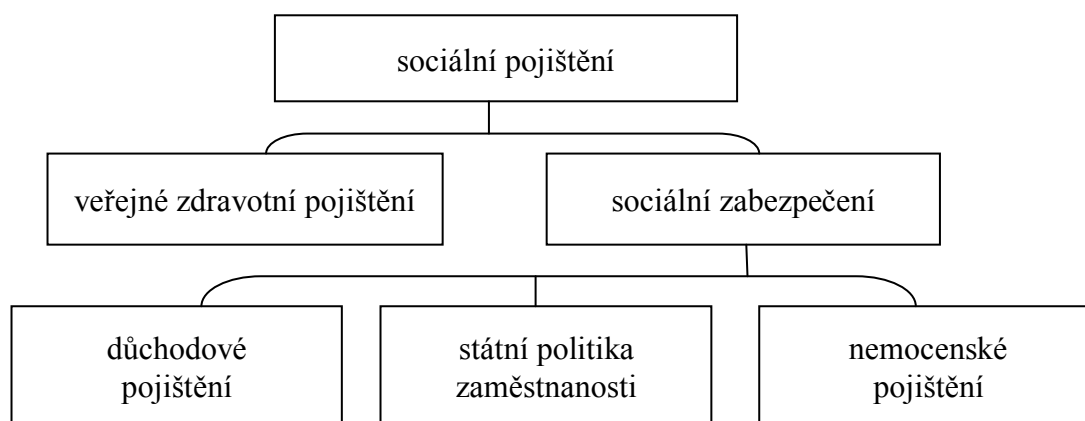 sociální pojištění
veřejné zdravotní pojištění
sociální zabezpečení
důchodové
pojištění
státní politika
zaměstnanosti
nemocenské
pojištění